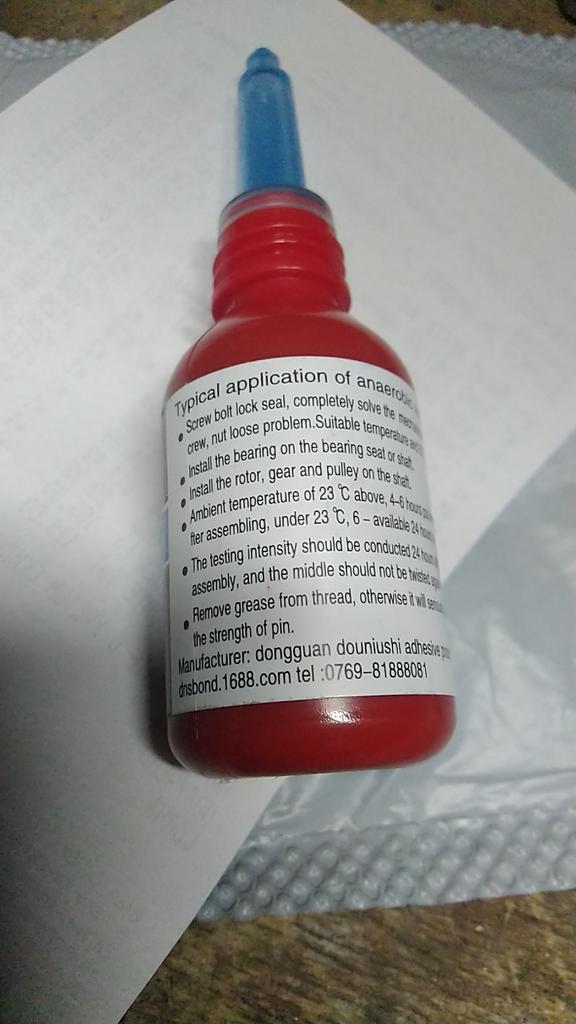 Typical application of anaerobic
Screw bolt lock seal, completely solve the
crew, nut loose problem.Suitable temperature
Install the bearing on the bearing seat or shaft.
Install the rotor, gear and pulley on the shaft.
Ambient temperature of 23 ℃ above, 4-6 hours
fter assembling, under 23 ℃, 6 - available 24 hours
The testing intensity should be conducted 24 hours
assembly, and the middle should not be twisted
Remove grease from thread, otherwise it will
the strength of pin.
Manufacturer: dongguan douniushi adhesive
dnsbond.1688.com tel :0769-81888081